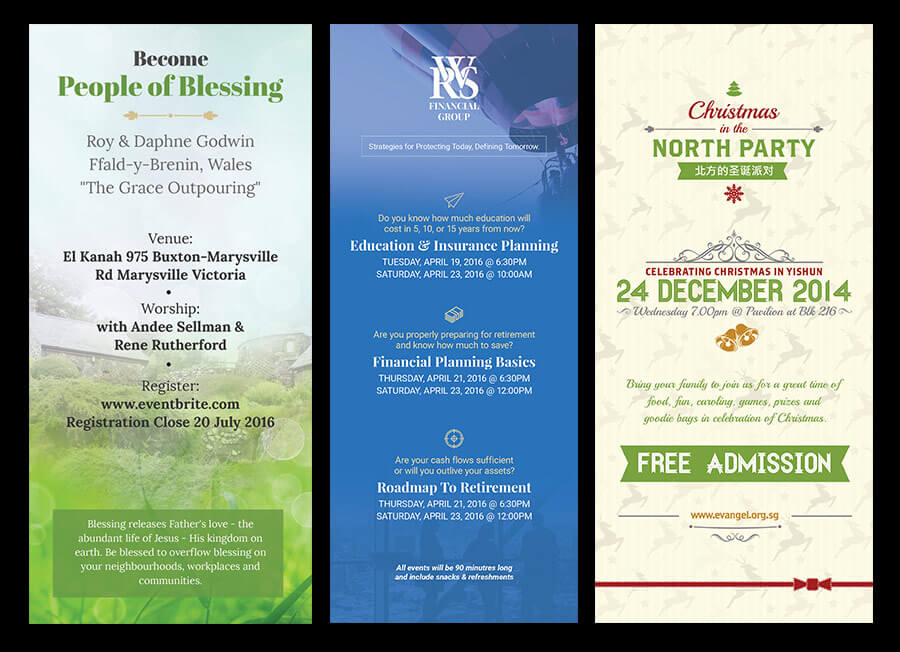 Become
People of Blessing
Roy & Daphne Godwin
Ffald-y-Brenin, Wales
"The Grace Outpouring"
Venue:
El Kanah 975 Buxton-Marysville
Rd Marysville Victoria
•
Worship:
with Andee Sellman &
Rene Rutherford
•
Register:
www.eventbrite.com
Registration Close 20 July 2016
Blessing releases Father's love - the
abundant life of Jesus - His kingdom on
earth. Be blessed to overflow blessing on
your neighbourhoods, workplaces and
communities.
WRS
FINANCIAL
GROUP
Strategies for Protecting Today, Defining Tomorrow.
Do you know how much education will
cost in 5, 10, or 15 years from now?
Education & Insurance Planning
TUESDAY, APRIL 19, 2016 @ 6:30PM
SATURDAY, APRIL 23, 2016 @ 10:00AM
Are you properly preparing for retirement
and know how much to save?
Financial Planning Basics
THURSDAY, APRIL 21, 2016 @ 6:30PM
SATURDAY, APRIL 23, 2016 @ 12:00PM
Are your cash flows sufficient
or will you outlive your assets?
Roadmap To Retirement
THURSDAY, APRIL 21, 2016 @ 6:30PM
SATURDAY, APRIL 23, 2016 @ 12:00PM
All events will be 90 minutres long
and include snacks & refreshments
Christmas
in the
NORTH PARTY
北方的圣诞派对
CELEBRATING CHRISTMAS IN YISHUN
24 DECEMBER 2014
Wednesday 7.00pm @ Pavilion at Blk 216
Bring your family to join us for a great time of
food, fun, caroling, games, prizes and
goodie bags in celebration of Christmas.
FREE ADMISSION
www.evangel.org.sg